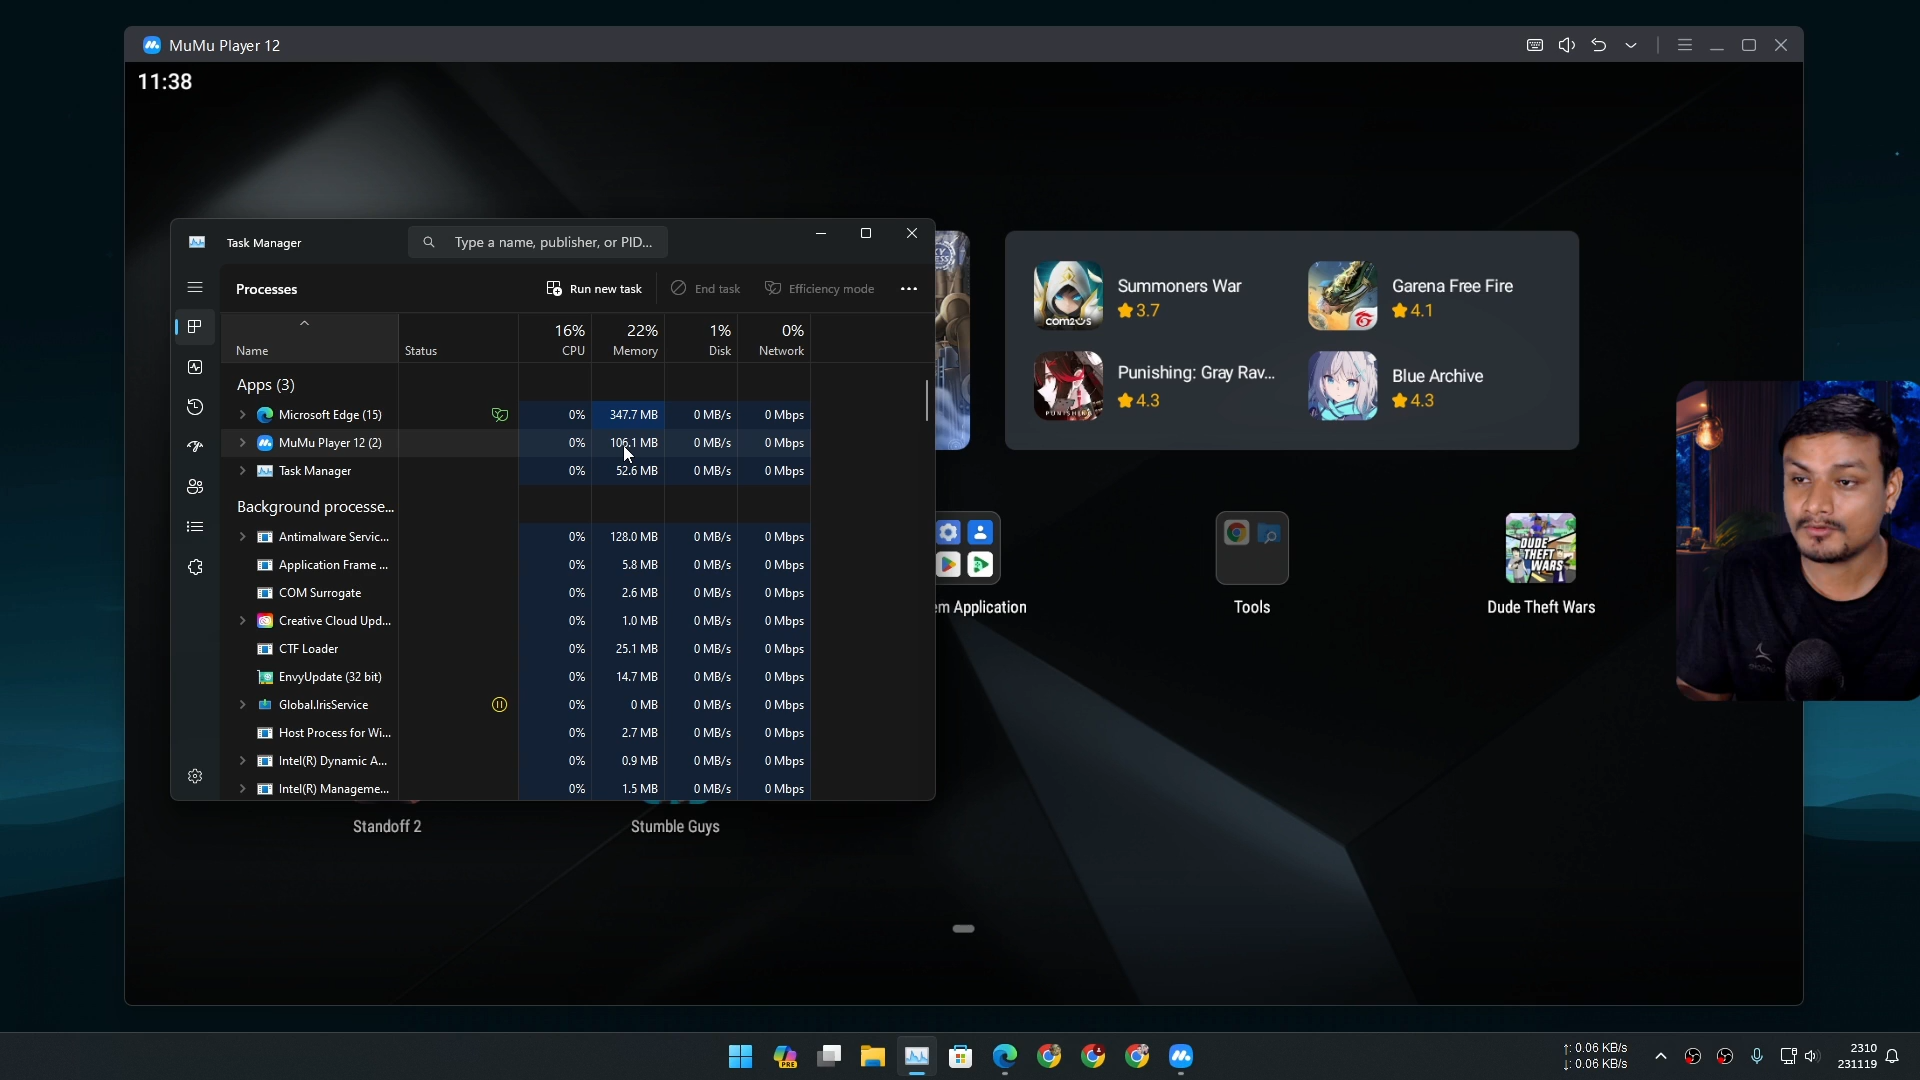 MuMu Player 12
11:38
Task Manager
Type a name, publisher, or PID...
Processes
Run new task
End task
Efficiency mode
Name
Status
16%
CPU
22%
Memory
1%
Disk
0%
Network
Apps (3)
Microsoft Edge (15) 0% 347.7 MB 0 MB/s 0 Mbps
MuMu Player 12 (2) 0% 106.1 MB 0 MB/s 0 Mbps
Task Manager 0% 52.6 MB 0 MB/s 0 Mbps
Background processe...
Antimalware Servic... 0% 128.0 MB 0 MB/s 0 Mbps
Application Frame ... 0% 5.8 MB 0 MB/s 0 Mbps
COM Surrogate 0% 2.6 MB 0 MB/s 0 Mbps
Creative Cloud Upd... 0% 1.0 MB 0 MB/s 0 Mbps
CTF Loader 0% 25.1 MB 0 MB/s 0 Mbps
EnvyUpdate (32 bit) 0% 14.7 MB 0 MB/s 0 Mbps
Global.IrisService 0% 0 MB 0 MB/s 0 Mbps
Host Process for Wi... 0% 2.7 MB 0 MB/s 0 Mbps
Intel(R) Dynamic A... 0% 0.9 MB 0 MB/s 0 Mbps
Intel(R) Manageme... 0% 1.5 MB 0 MB/s 0 Mbps
COM2US
Summoners War
3.7
Garena Free Fire
4.1
Punishing: Gray Rav...
4.3
Blue Archive
4.3
em Application
Tools
DUDE
THEFT
WARS
Dude Theft Wars
Standoff 2
Stumble Guys
PRE
↑: 0.06 KB/s
↓: 0.06 KB/s
2310
231119